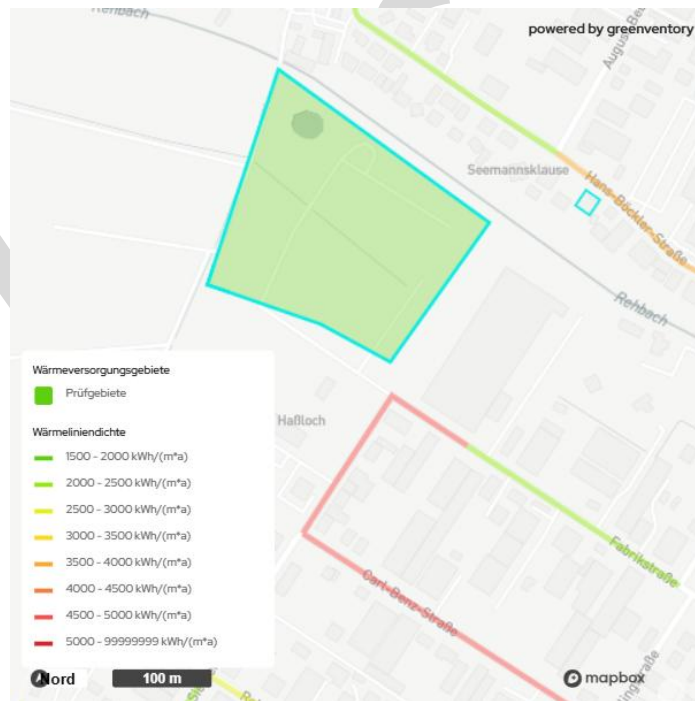 Rehbach
powered by greenventory
Seemannsklause
Hans-Böckler-Straße
Rehbach
Wärmeversorgungsgebiete
Prüfgebiete
Haßloch
Wärmeliniendichte
1500 - 2000 kWh/(m*a)
2000 - 2500 kWh/(m*a)
2500 - 3000 kWh/(m*a)
3000 - 3500 kWh/(m*a)
3500 - 4000 kWh/(m*a)
4000 - 4500 kWh/(m*a)
4500 - 5000 kWh/(m*a)
5000 - 99999999 kWh/(m*a)
Fabrikstraße
Carl-Benz-Straße
Nord
100 m
mapbox